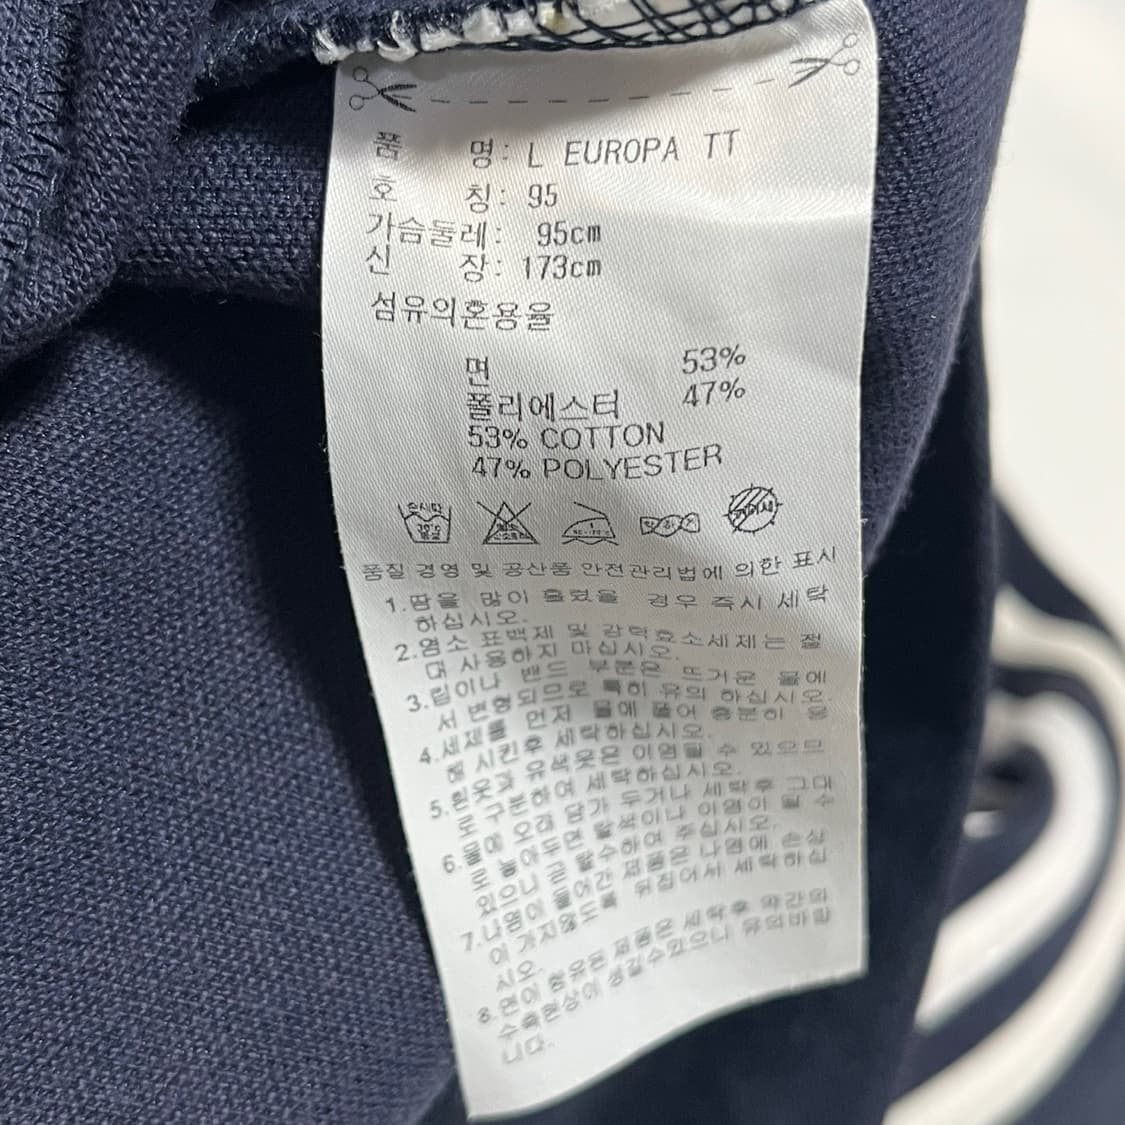 품 명: L EUROPA TT
호 칭: 95
가슴둘레: 95cm
신 장: 173cm
섬유의혼용율
면 53%
폴리에스터 47%
53% COTTON
47% POLYESTER
품질 경영 및 공산품 안전관리법에 의한 표시
1.땀을 많이 흘렸을 경우 즉시 세탁
하십시오.
2.염소 표백제 및 강력효소세제는 절
대 사용하지 마십시오.
3.립이나 밴드 부분은 뜨거운 물에
서 변형되므로 특히 유의 하십시오.
4.세제를 먼저 물에 풀어 충분히 용
해 시킨후 세탁하십시오.
5.흰옷과 유색옷은 이염될 수 있으므
로 구분하여 세탁하십시오.
6.물에 오래 담가 두거나 세탁후 그대
로 놓아두면 탈색이나 이염이 될 수
있으니 곧 탈수하여 주십시오.
7.나염이 들어간 제품은 나염에 손상
이 가지않도록 뒤집어서 세탁하십
시오.
8.면이 함유된 제품은 세탁후 약간의
수축현상이 생길수있으니 유의바랍
니다.